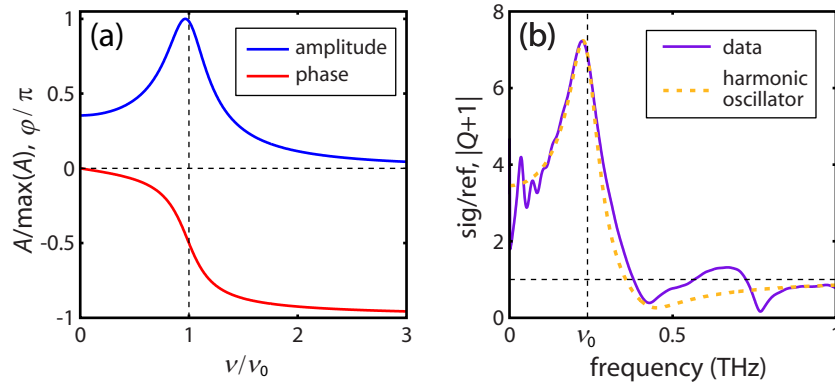 (a)
amplitude
phase
A/max(A), φ/ π
1
0.5
0
-0.5
-1
0
1
2
3
ν/ν₀
(b)
data
harmonic
oscillator
sig/ref, |Q+1|
8
6
4
2
0
0
ν₀
0.5
1
frequency (THz)